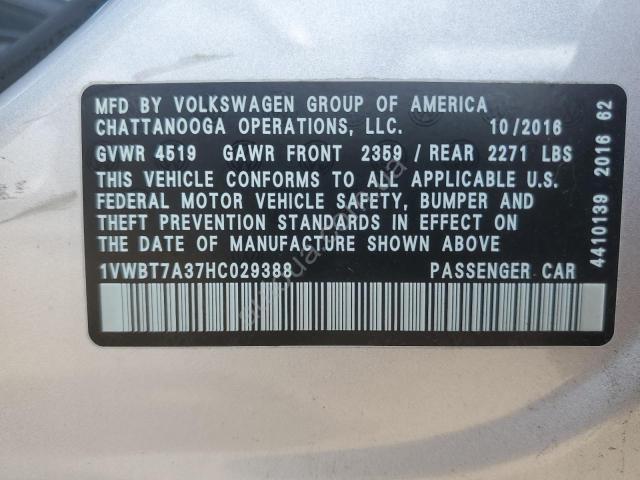 MFD BY VOLKSWAGEN GROUP OF AMERICA
CHATTANOOGA OPERATIONS, LLC. 10/2016
GVWR 4519 GAWR FRONT 2359 / REAR 2271 LBS
THIS VEHICLE CONFORMS TO ALL APPLICABLE U.S.
FEDERAL MOTOR VEHICLE SAFETY, BUMPER AND
THEFT PREVENTION STANDARDS IN EFFECT ON
THE DATE OF MANUFACTURE SHOWN ABOVE
1VWBT7A37HC029388 PASSENGER CAR
4410139 2016 62